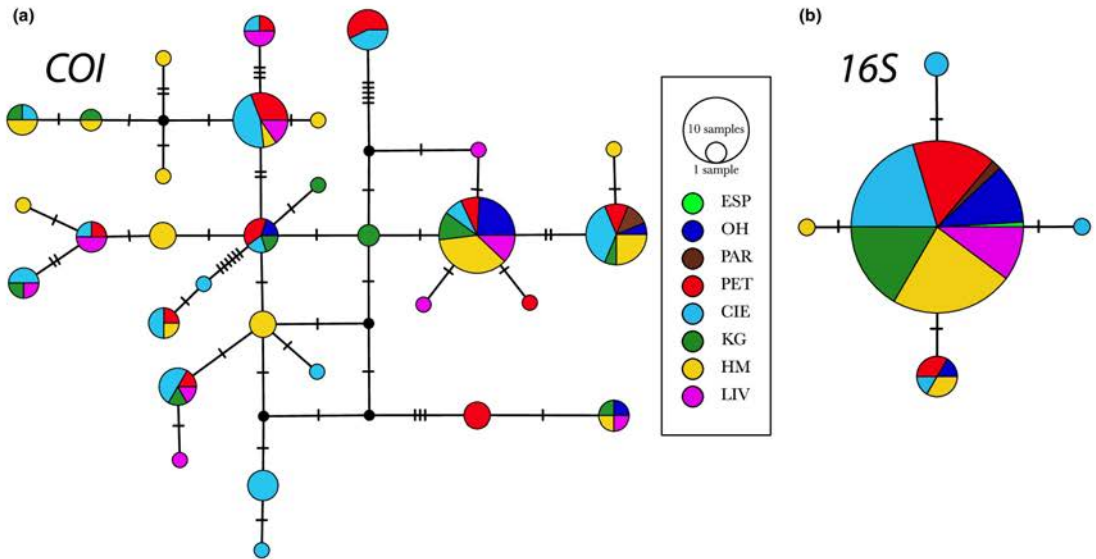 (a)
COI
10 samples
1 sample
ESP
OH
PAR
PET
CIE
KG
HM
LIV
(b)
16S